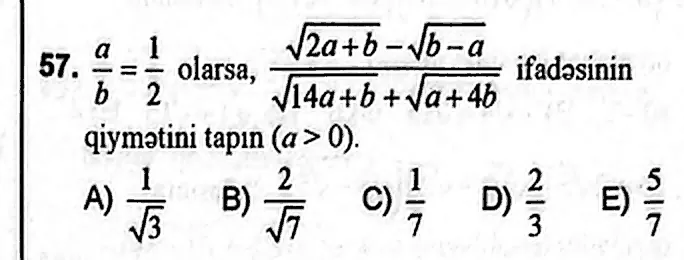 57. a/b = 1/2 olarsa, (√(2a+b) − √(b−a)) / (√(14a+b) + √(a+4b)) ifadəsinin
qiymətini tapın (a > 0).
A) 1/√3 B) 2/√7 C) 1/7 D) 2/3 E) 5/7